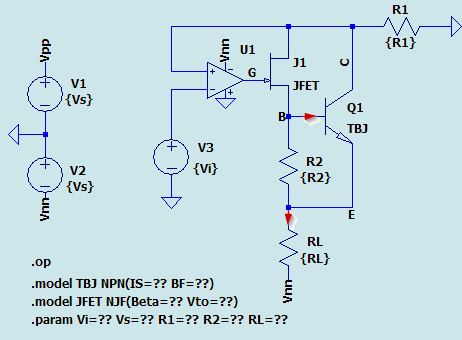 R1
{R1}
Vpp
Vnn
U1
J1
C
V1
{Vs}
G
JFET
Q1
B
TBJ
V3
{Vi}
V2
{Vs}
R2
{R2}
Vnn
E
RL
{RL}
Vnn
.op
.model TBJ NPN(IS=?? BF=??)
.model JFET NJF(Beta=?? Vto=??)
.param Vi=?? Vs=?? R1=?? R2=?? RL=??